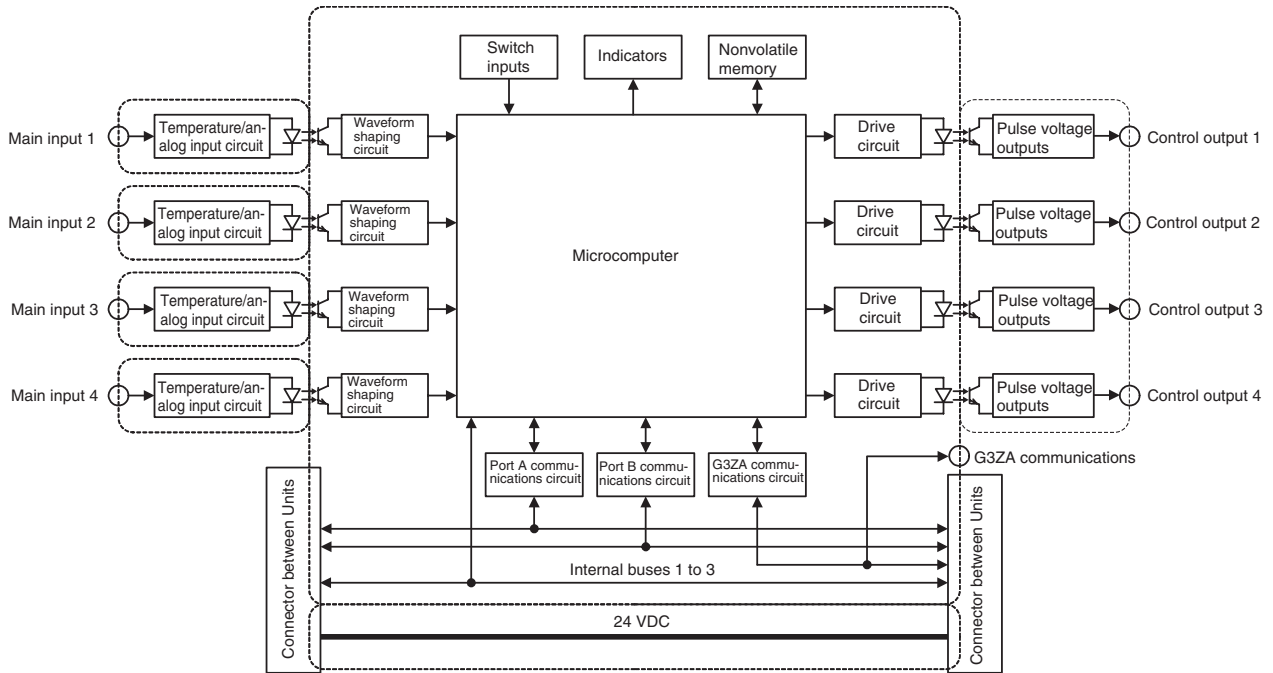 Switch
inputs
Indicators
Nonvolatile
memory
Main input 1
Temperature/an-
alog input circuit
Waveform
shaping
circuit
Drive
circuit
Pulse voltage
outputs
Control output 1
Main input 2
Temperature/an-
alog input circuit
Waveform
shaping
circuit
Drive
circuit
Pulse voltage
outputs
Control output 2
Microcomputer
Main input 3
Temperature/an-
alog input circuit
Waveform
shaping
circuit
Drive
circuit
Pulse voltage
outputs
Control output 3
Main input 4
Temperature/an-
alog input circuit
Waveform
shaping
circuit
Drive
circuit
Pulse voltage
outputs
Control output 4
Port A commu-
nications circuit
Port B commu-
nications circuit
G3ZA commu-
nications circuit
G3ZA communications
Connector between Units
Internal buses 1 to 3
Connector between Units
24 VDC